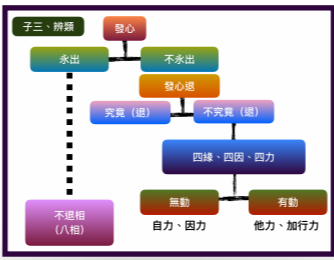 子三、辨類
發心
永出
不永出
發心退
究竟（退）
不究竟（退）
四緣、四因、四力
不退相
（八相）
無動
有動
自力、因力
他力、加行力